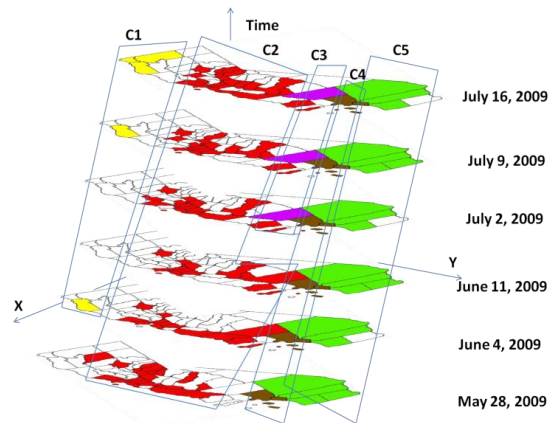 Time
C1
C2
C3
C4
C5
July 16, 2009
July 9, 2009
July 2, 2009
Y
June 11, 2009
X
June 4, 2009
May 28, 2009